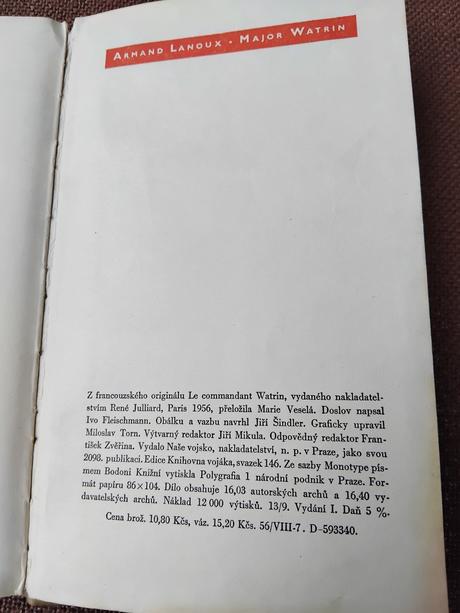 ARMAND LANOUX · MAJOR WATRIN
Z francouzského originálu Le commandant Watrin, vydaného nakladatel-
stvím René Julliard, Paris 1956, přeložila Marie Veselá. Doslov napsal
Ivo Fleischmann. Obálku a vazbu navrhl Jiří Šindler. Graficky upravil
Miloslav Torn. Výtvarný redaktor Jiří Mikula. Odpovědný redaktor Fran-
tišek Zvěřina. Vydalo Naše vojsko, nakladatelství, n. p. v Praze, jako svou
2098. publikaci. Edice Knihovna vojáka, svazek 146. Ze sazby Monotype pís-
mem Bodoni Knižní vytiskla Polygrafia 1 národní podnik v Praze. For-
mát papíru 86 × 104. Dílo obsahuje 16,03 autorských archů a 16,40 vy-
davatelských archů. Náklad 12 000 výtisků. 13/9. Vydání I. Daň 5 %.
Cena brož. 10,80 Kčs, váz. 15,20 Kčs. 56/VIII-7. D-593340.